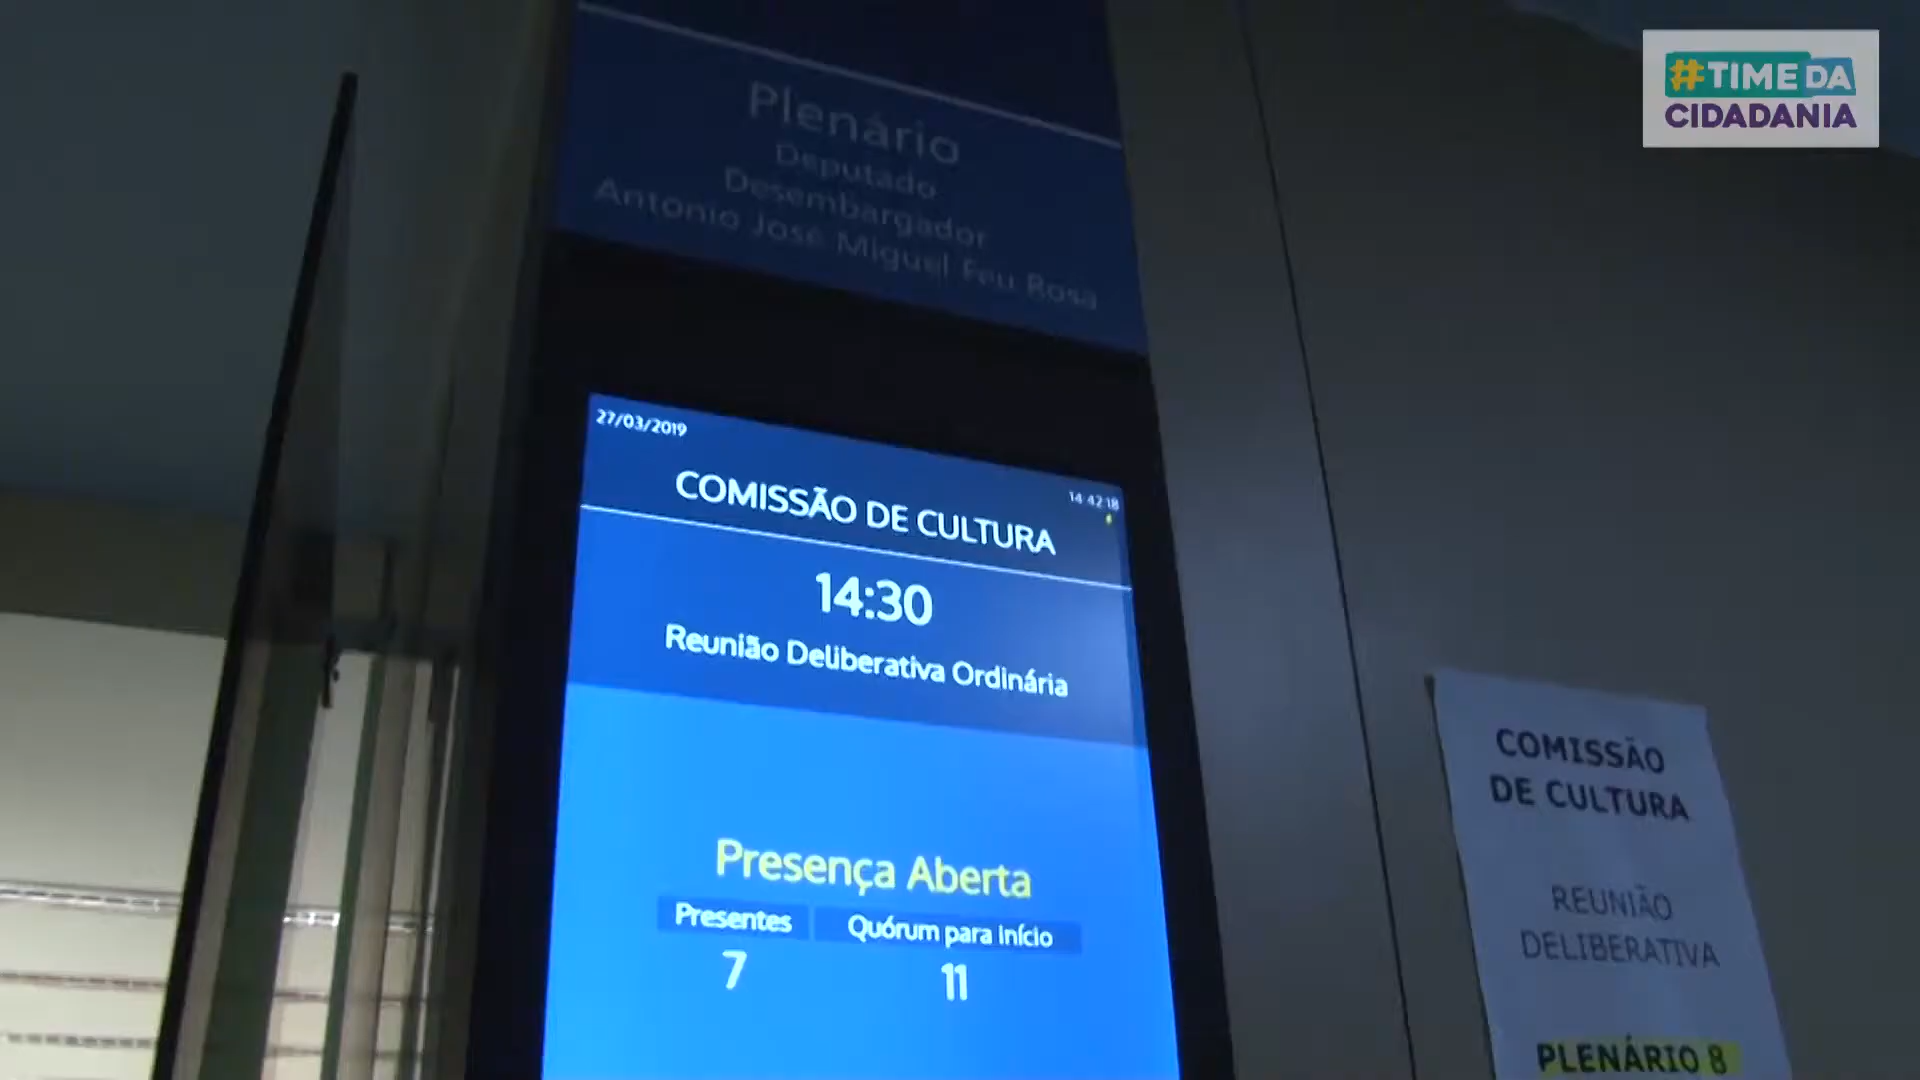 #TIME DA
CIDADANIA
Plenário
Deputado
Desembargador
Antonio José Miguel Feu Rosa
27/03/2019
14:42:18
COMISSÃO DE CULTURA
14:30
Reunião Deliberativa Ordinária
Presença Aberta
Presentes
Quórum para início
7
11
COMISSÃO
DE CULTURA
REUNIÃO
DELIBERATIVA
PLENÁRIO 8